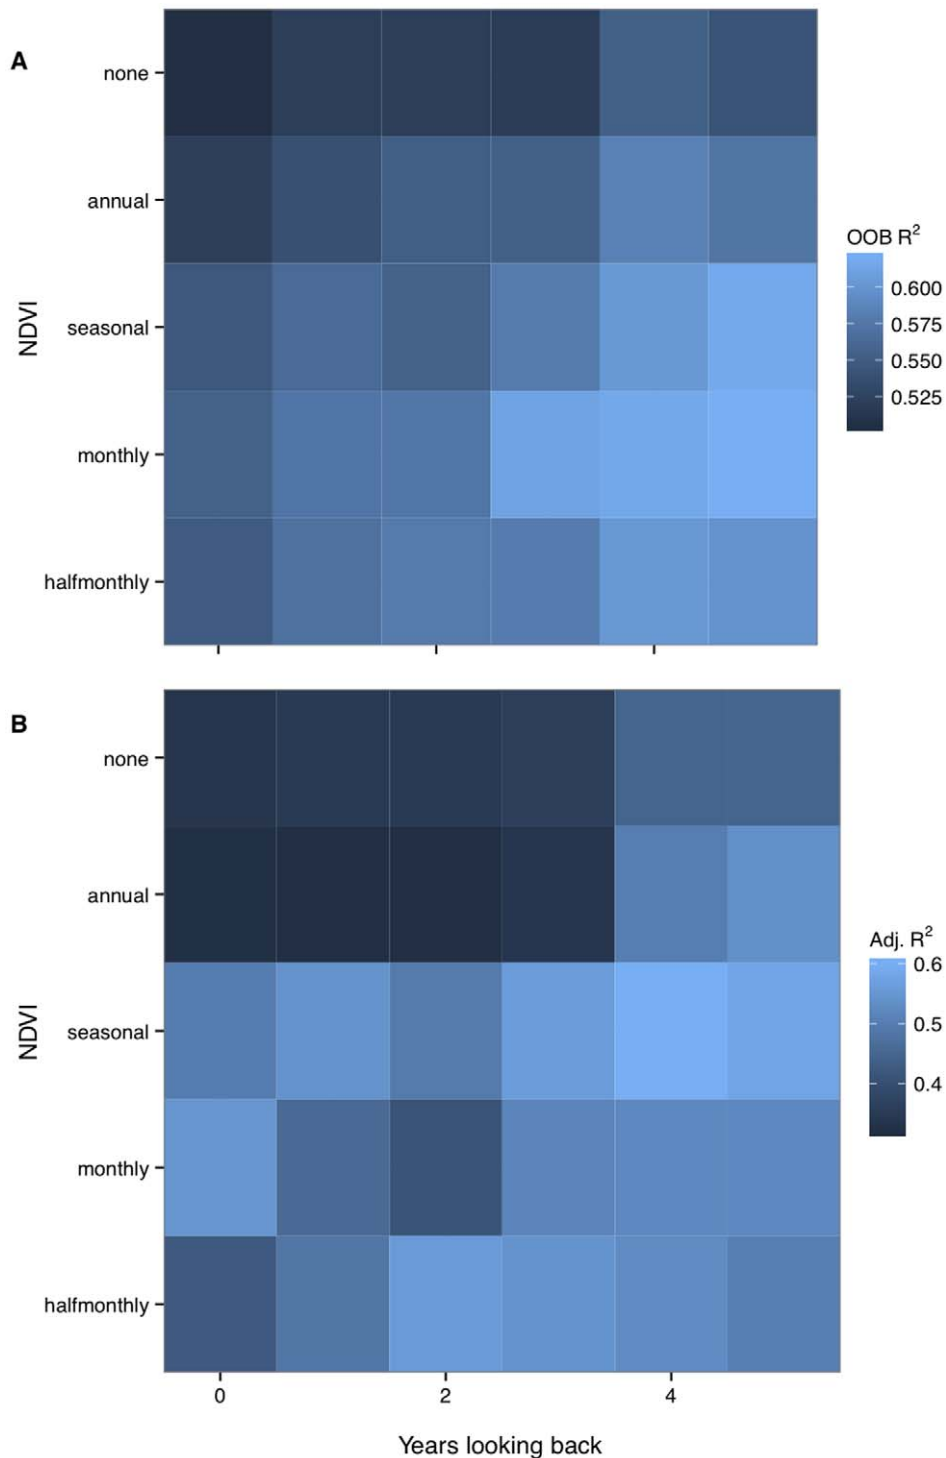 A
none
annual
seasonal
monthly
halfmonthly
NDVI
OOB R²
0.600
0.575
0.550
0.525
B
none
annual
seasonal
monthly
halfmonthly
NDVI
Adj. R²
0.6
0.5
0.4
0 2 4
Years looking back